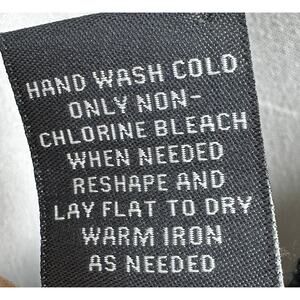 HAND WASH COLD
ONLY NON-
CHLORINE BLEACH
WHEN NEEDED
RESHAPE AND
LAY FLAT TO DRY
WARM IRON
AS NEEDED